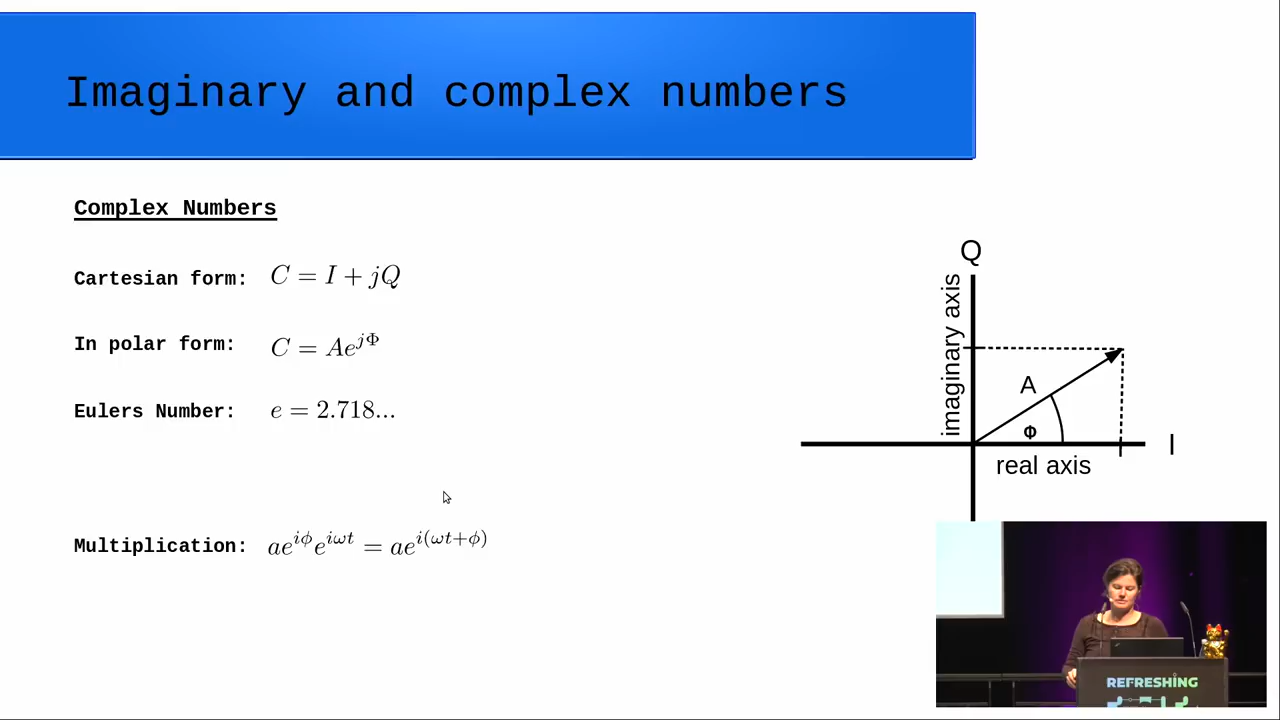 Imaginary and complex numbers
Complex Numbers
Cartesian form: C = I + jQ
In polar form: C = Ae^{jΦ}
Eulers Number: e = 2.718...
Multiplication: ae^{iϕ}e^{iωt} = ae^{i(ωt+ϕ)}
Q
imaginary axis
A
Φ
I
real axis
REFRESHING